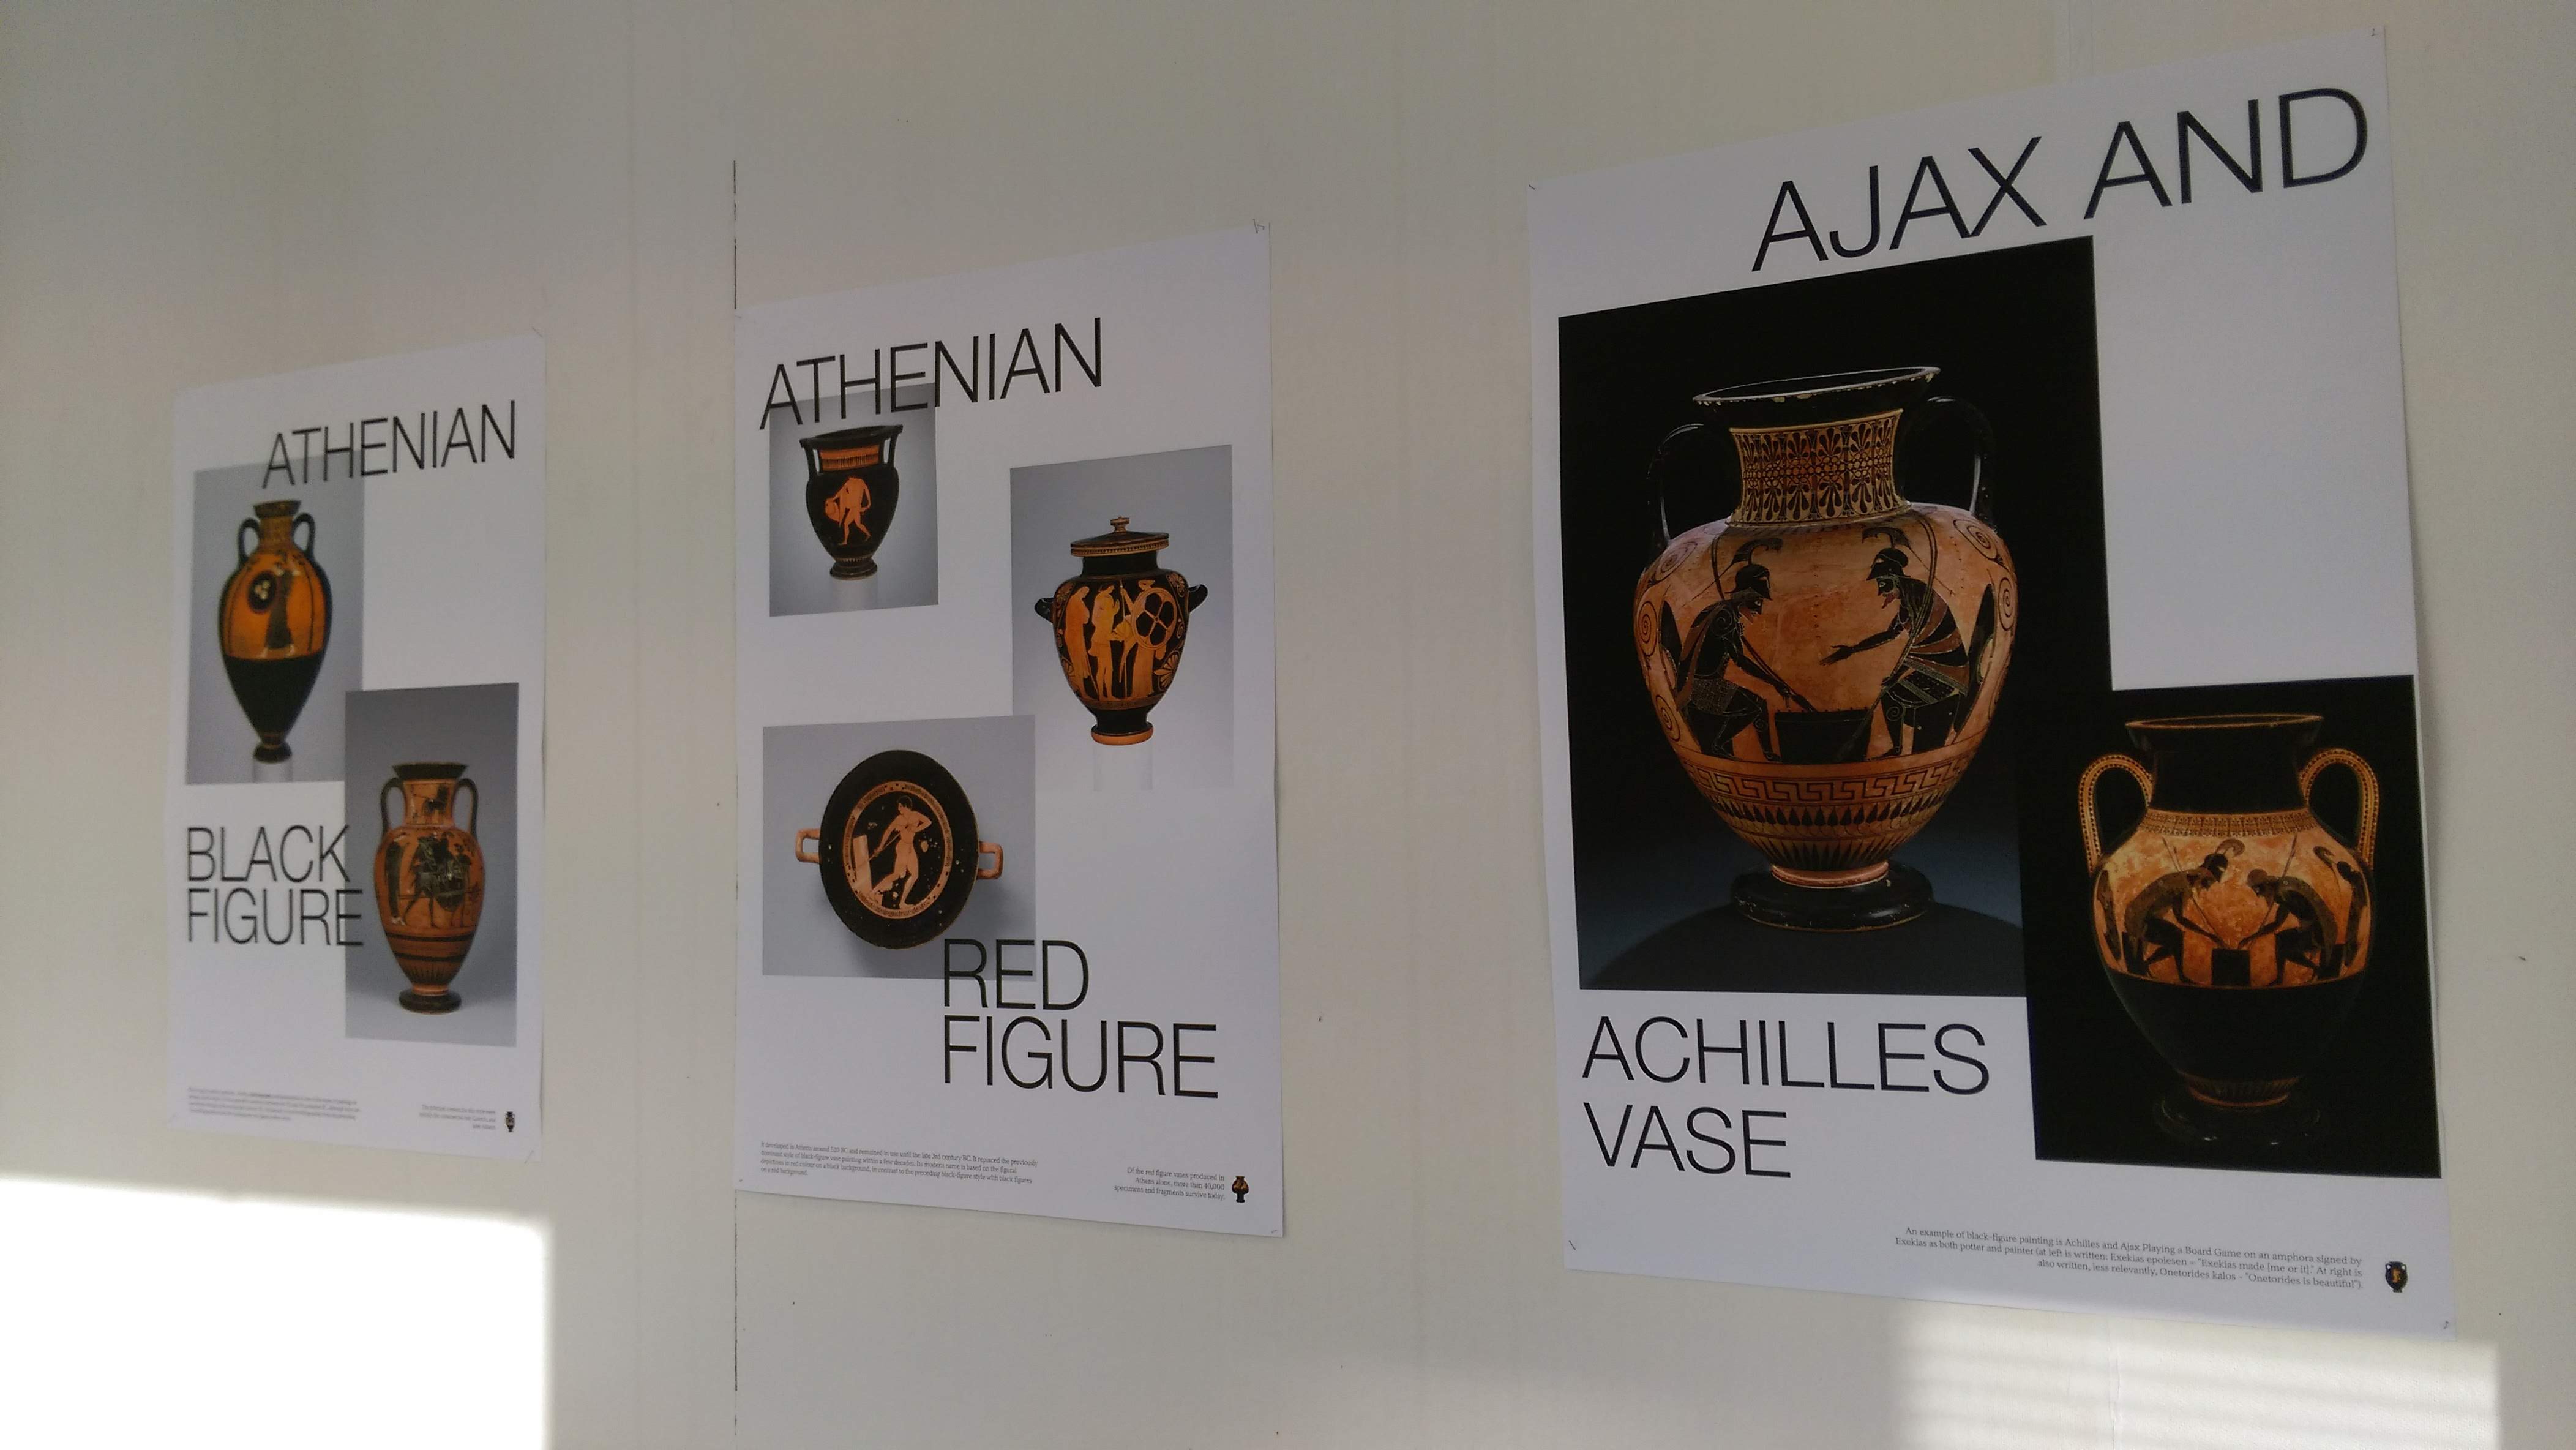 ATHENIAN
BLACK
FIGURE
ATHENIAN
RED
FIGURE
It developed in Athens around 520 BC and remained in use until the late 3rd century BC. It replaced the previously
dominant style of black-figure vase painting within a few decades. Its modern name is based on the figural
depictions in red colour on a black background, in contrast to the preceding black-figure style with black figures
on a red background.
Of the red figure vases produced in
Athens alone, more than 40,000
specimens and fragments survive today.
AJAX AND
ACHILLES
VASE
An example of black-figure painting is Achilles and Ajax Playing a Board Game on an amphora signed by
Exekias as both potter and painter (at left is written: Exekias epoiesen – "Exekias made [me or it]." At right is
also written, less relevantly, Onetorides kalos - "Onetorides is beautiful").